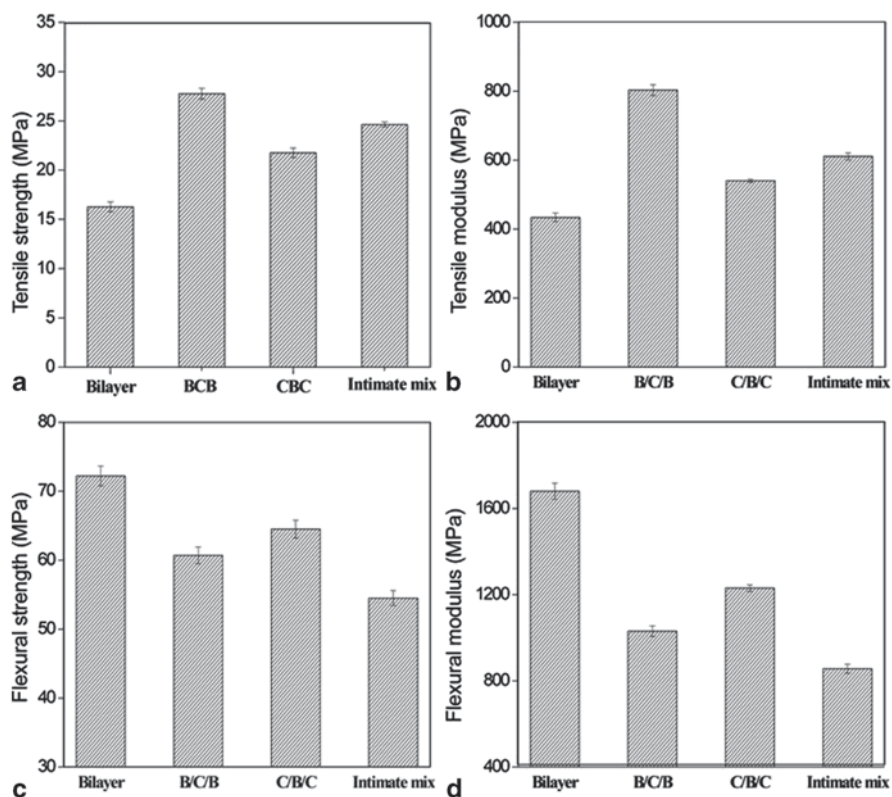 Tensile strength (MPa)
35
30
25
20
15
10
5
0
Bilayer BCB CBC Intimate mix
a
Tensile modulus (MPa)
1000
800
600
400
200
0
Bilayer B/C/B C/B/C Intimate mix
b
Flexural strength (MPa)
80
70
60
50
40
30
Bilayer B/C/B C/B/C Intimate mix
c
Flexural modulus (MPa)
2000
1600
1200
800
400
Bilayer B/C/B C/B/C Intimate mix
d